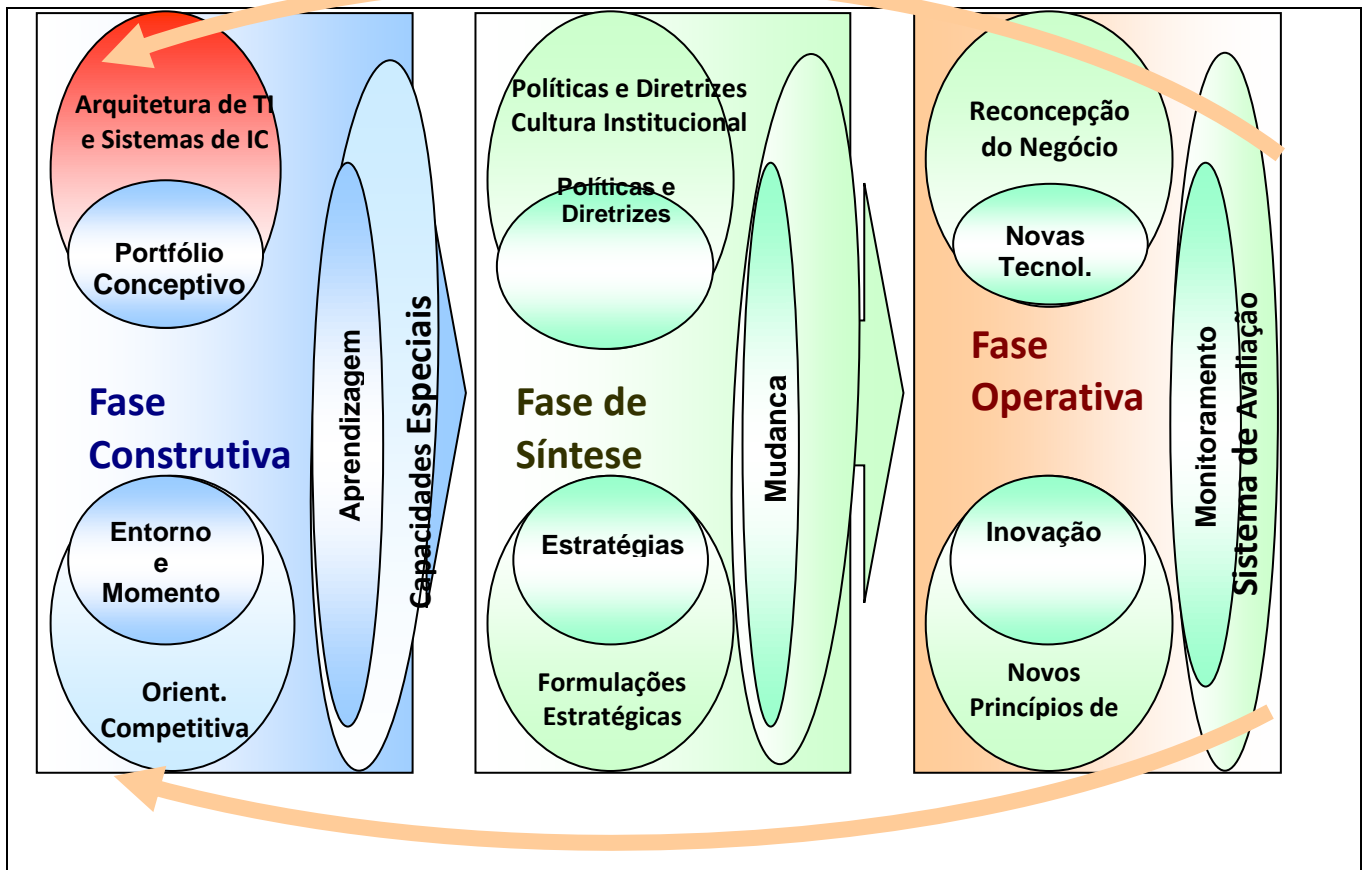 Arquitetura de TI
e Sistemas de IC
Portfólio
Conceptivo
Fase
Construtiva
Entorno
e
Momento
Orient.
Competitiva
Aprendizagem
Capacidades Especiais
Políticas e Diretrizes
Cultura Institucional
Políticas e
Diretrizes
Fase de
Síntese
Estratégias
Formulações
Estratégicas
Mudanca
Reconcepção
do Negócio
Novas
Tecnol.
Fase
Operativa
Inovação
Novos
Princípios de
Monitoramento
Sistema de Avaliação